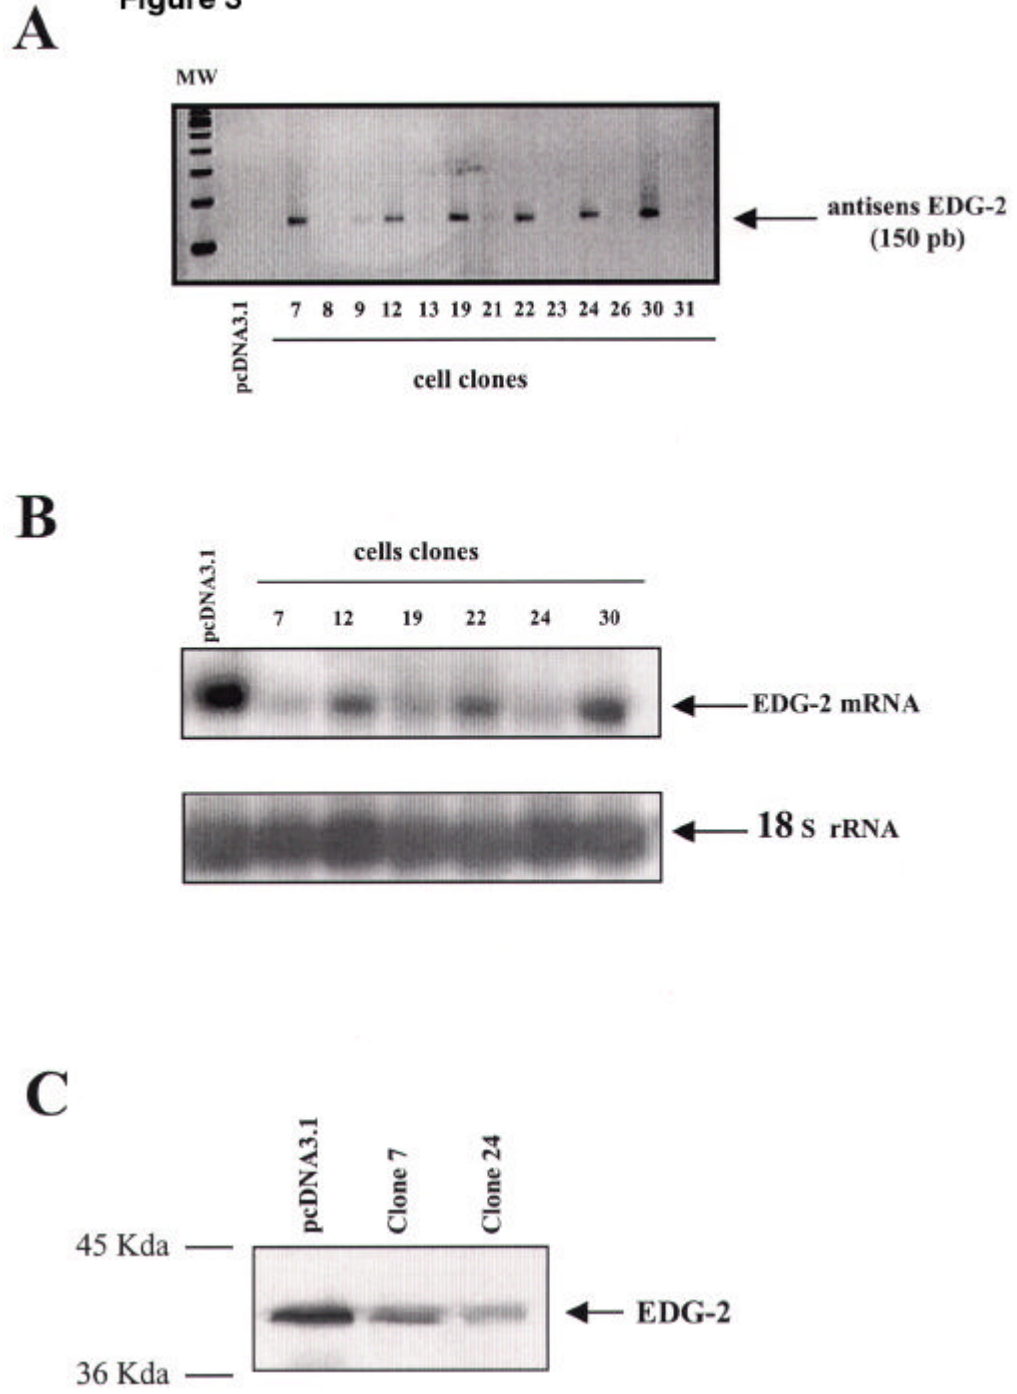 Figure 3
A
MW
antisens EDG-2
(150 pb)
pcDNA3.1
7 8 9 12 13 19 21 22 23 24 26 30 31
cell clones
B
pcDNA3.1
cells clones
7 12 19 22 24 30
EDG-2 mRNA
18 S rRNA
C
pcDNA3.1
Clone 7
Clone 24
45 Kda
EDG-2
36 Kda